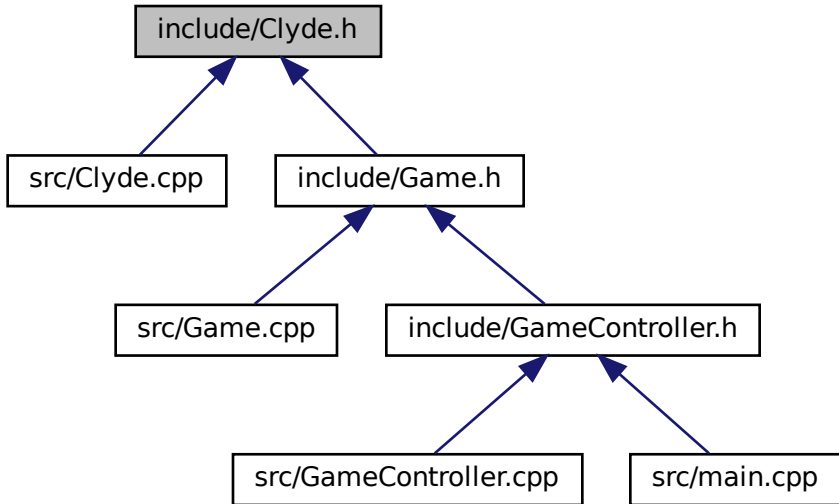 include/Clyde.h
src/Clyde.cpp
include/Game.h
src/Game.cpp
include/GameController.h
src/GameController.cpp
src/main.cpp